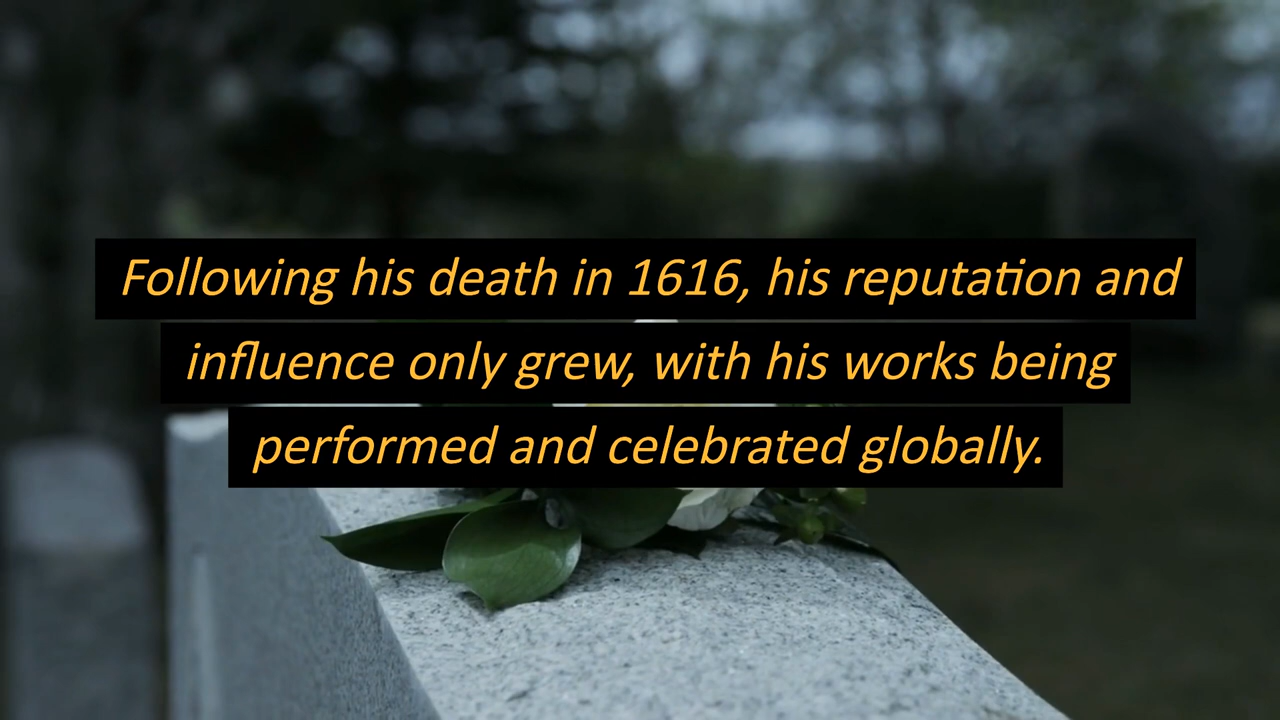 Following his death in 1616, his reputation and
influence only grew, with his works being
performed and celebrated globally.